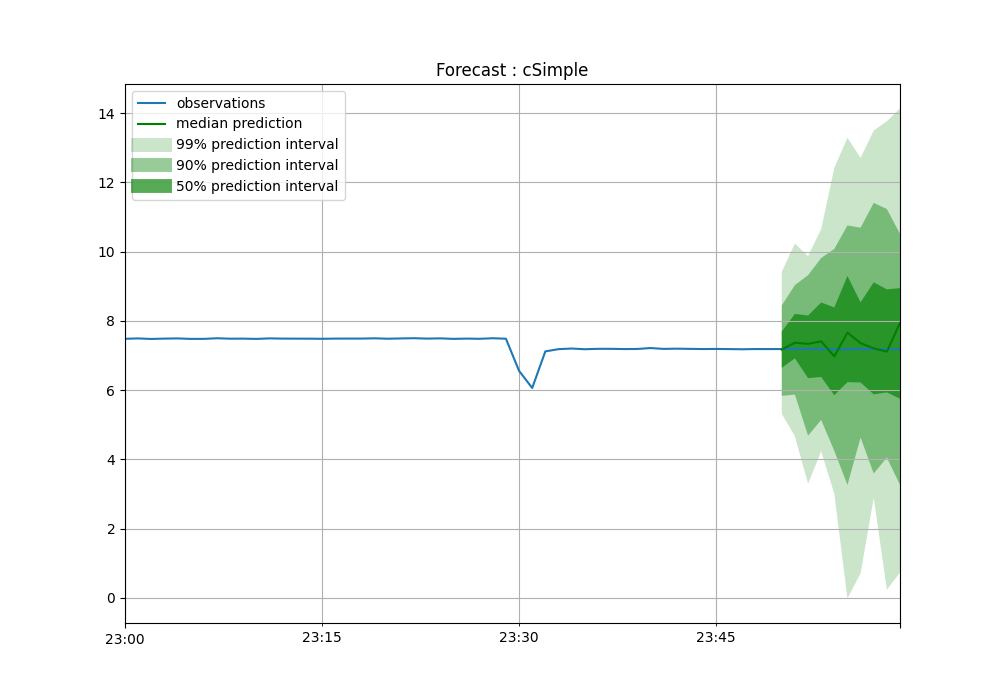 Forecast : cSimple
observations
median prediction
99% prediction interval
90% prediction interval
50% prediction interval
14
12
10
8
6
4
2
0
23:00
23:15
23:30
23:45